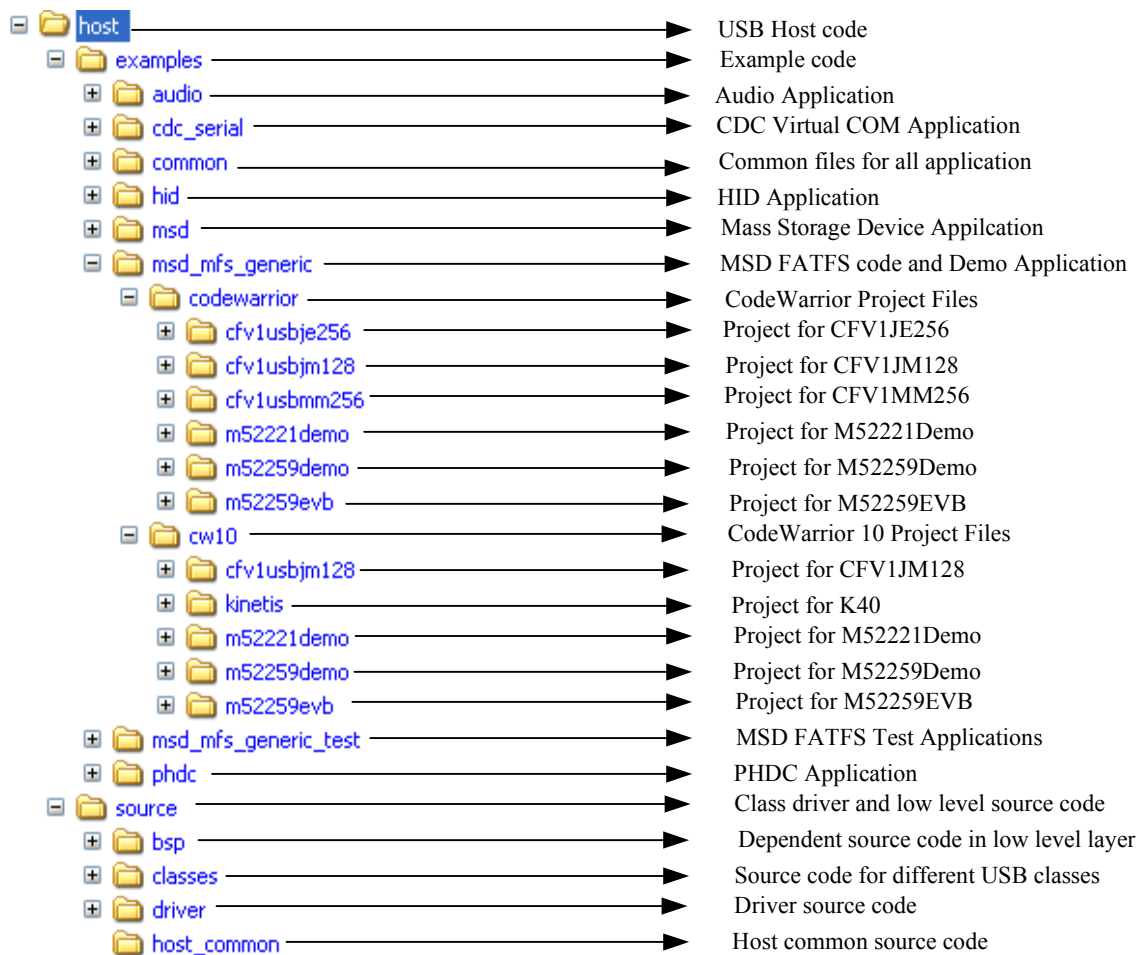 host USB Host code
examples Example code
audio Audio Application
cdc_serial CDC Virtual COM Application
common Common files for all application
hid HID Application
msd Mass Storage Device Appilcation
msd_mfs_generic MSD FATFS code and Demo Application
codewarrior CodeWarrior Project Files
cfv1usbje256 Project for CFV1JE256
cfv1usbjm128 Project for CFV1JM128
cfv1usbmm256 Project for CFV1MM256
m52221demo Project for M52221Demo
m52259demo Project for M52259Demo
m52259evb Project for M52259EVB
cw10 CodeWarrior 10 Project Files
cfv1usbjm128 Project for CFV1JM128
kinetis Project for K40
m52221demo Project for M52221Demo
m52259demo Project for M52259Demo
m52259evb Project for M52259EVB
msd_mfs_generic_test MSD FATFS Test Applications
phdc PHDC Application
source Class driver and low level source code
bsp Dependent source code in low level layer
classes Source code for different USB classes
driver Driver source code
host_common Host common source code